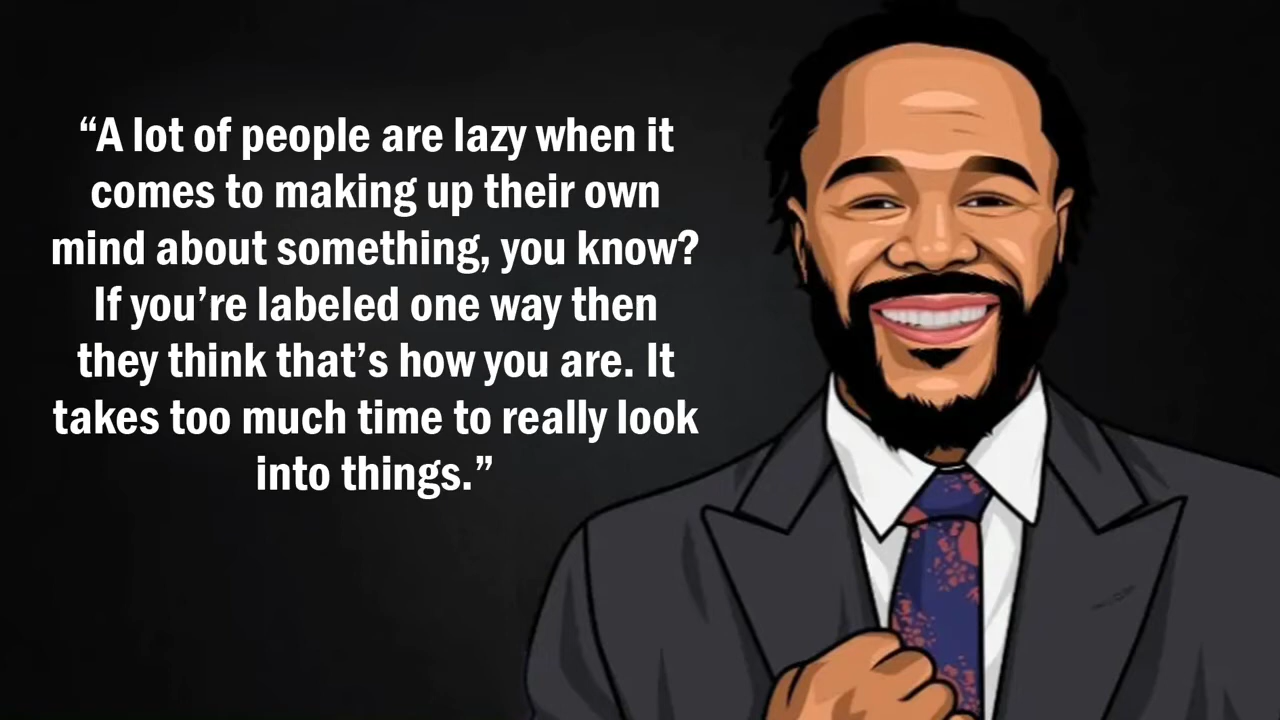 “A lot of people are lazy when it
comes to making up their own
mind about something, you know?
If you’re labeled one way then
they think that’s how you are. It
takes too much time to really look
into things.”